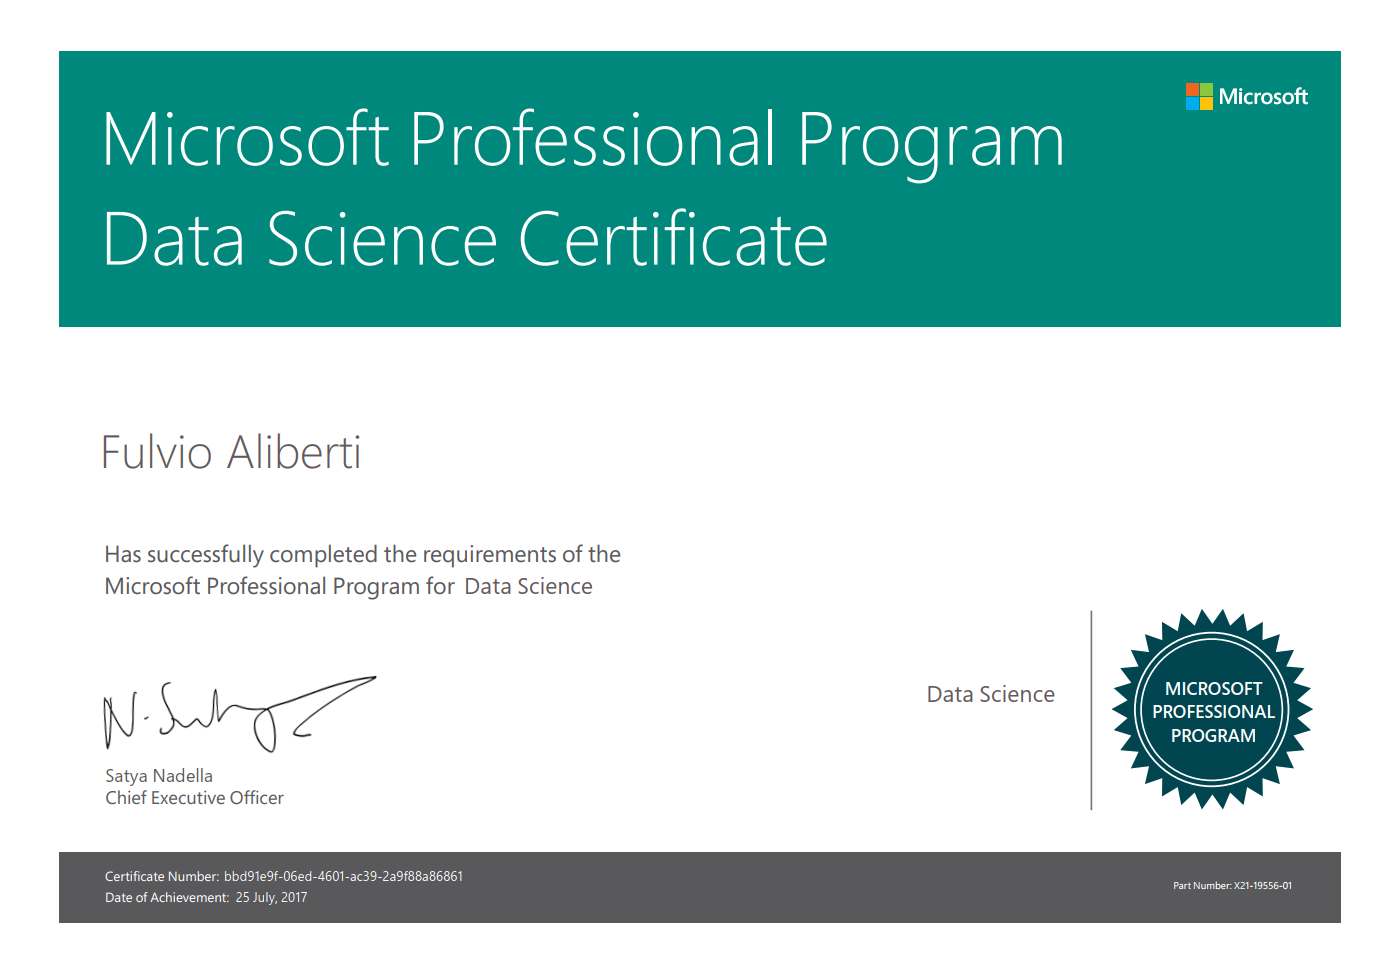 Microsoft
Microsoft Professional Program
Data Science Certificate
Fulvio Aliberti
Has successfully completed the requirements of the
Microsoft Professional Program for Data Science
N. Satya
Satya Nadella
Chief Executive Officer
Data Science
MICROSOFT
PROFESSIONAL
PROGRAM
Certificate Number: bbd91e9f-06ed-4601-ac39-2a9f88a86861
Date of Achievement: 25 July, 2017
Part Number: X21-19556-01